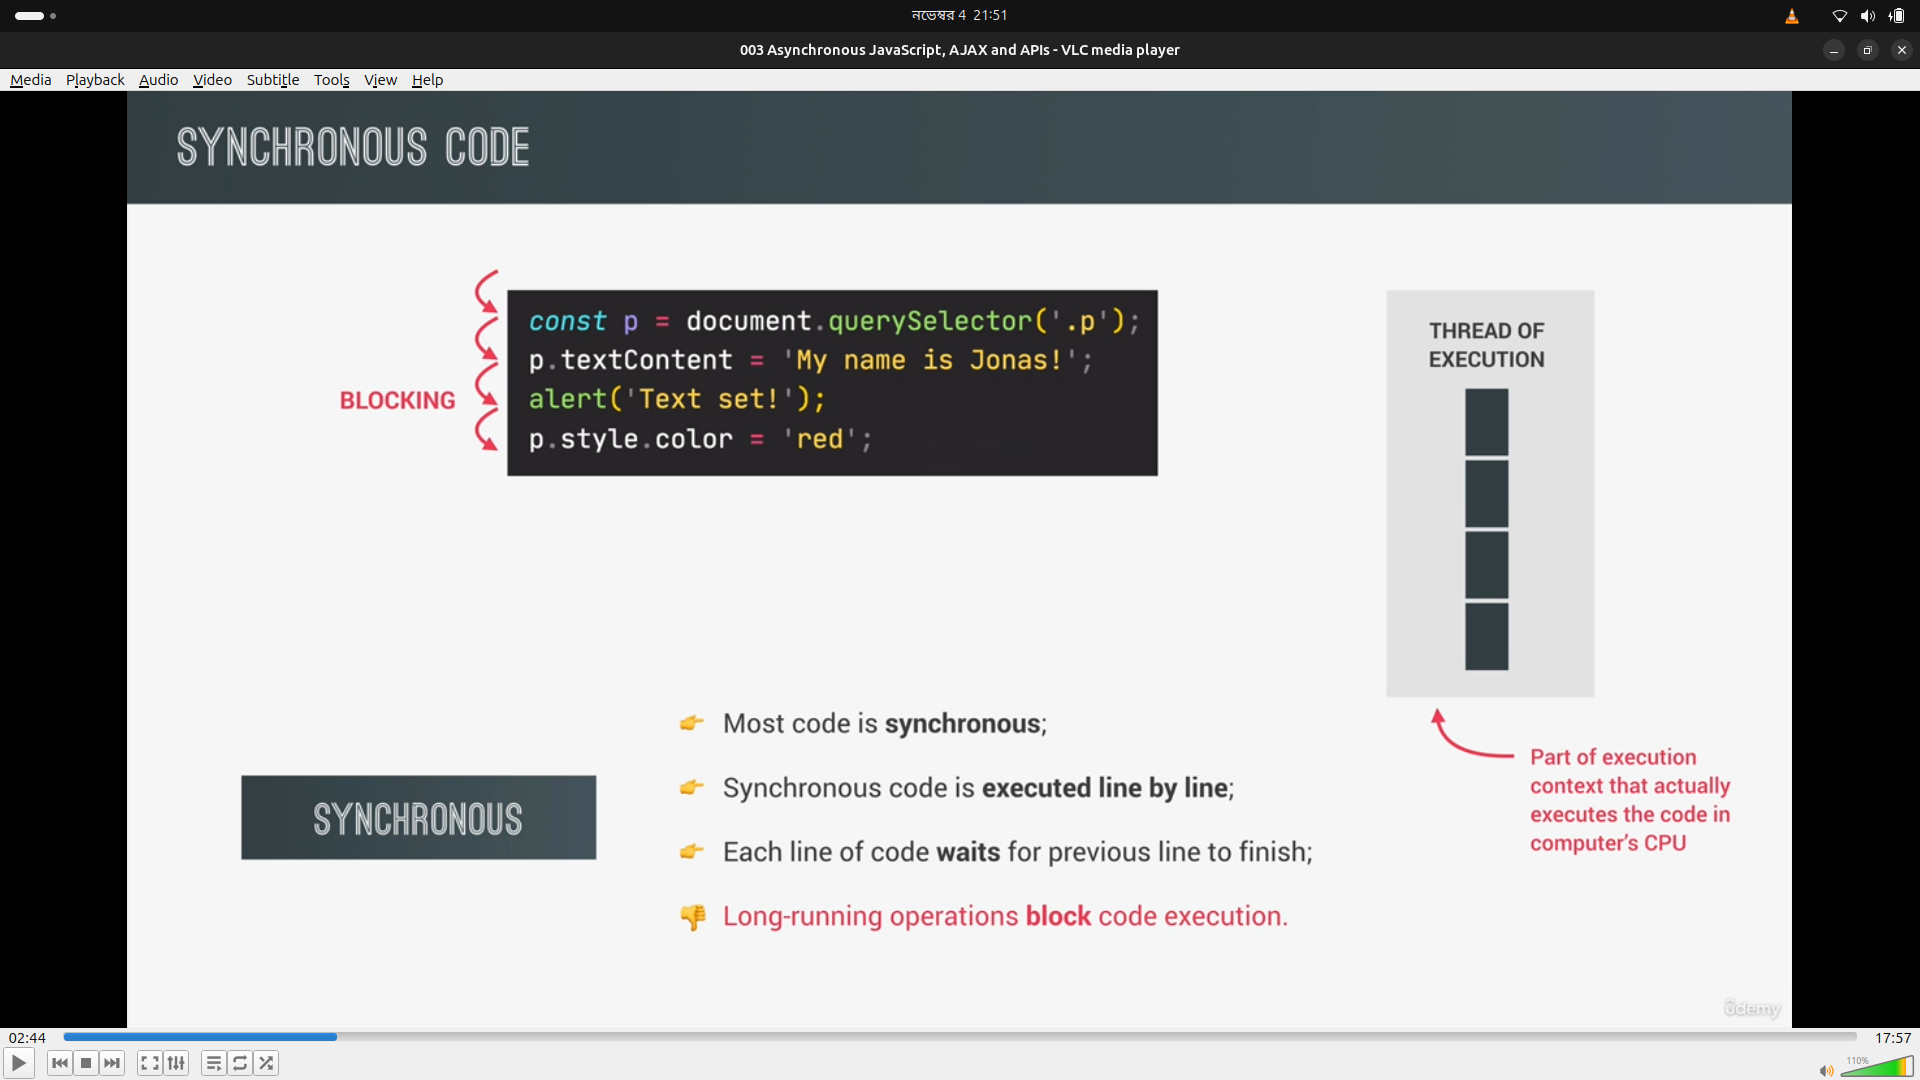 নভেম্বর 4 21:51
003 Asynchronous JavaScript, AJAX and APIs - VLC media player
Media Playback Audio Video Subtitle Tools View Help
SYNCHRONOUS CODE
const p = document.querySelector('.p');
p.textContent = 'My name is Jonas!';
alert('Text set!');
p.style.color = 'red';
BLOCKING
THREAD OF
EXECUTION
Most code is synchronous;
Synchronous code is executed line by line;
Each line of code waits for previous line to finish;
Long-running operations block code execution.
SYNCHRONOUS
Part of execution
context that actually
executes the code in
computer's CPU
ûdemy
02:44
17:57
110%